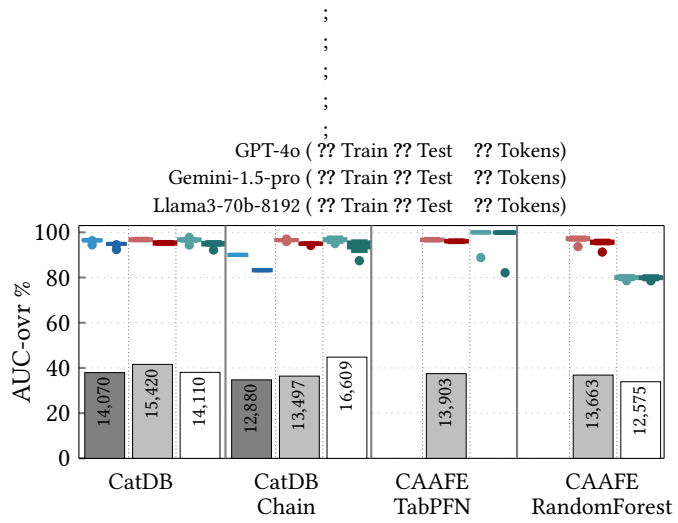 ;
;
;
;
;
GPT-4o ( ?? Train ?? Test ?? Tokens)
Gemini-1.5-pro ( ?? Train ?? Test ?? Tokens)
Llama3-70b-8192 ( ?? Train ?? Test ?? Tokens)
AUC-ovr %
100
80
60
40
20
0
14,070
15,420
14,110
12,880
13,497
16,609
13,903
13,663
12,575
CatDB
CatDB
Chain
CAAFE
TabPFN
CAAFE
RandomForest